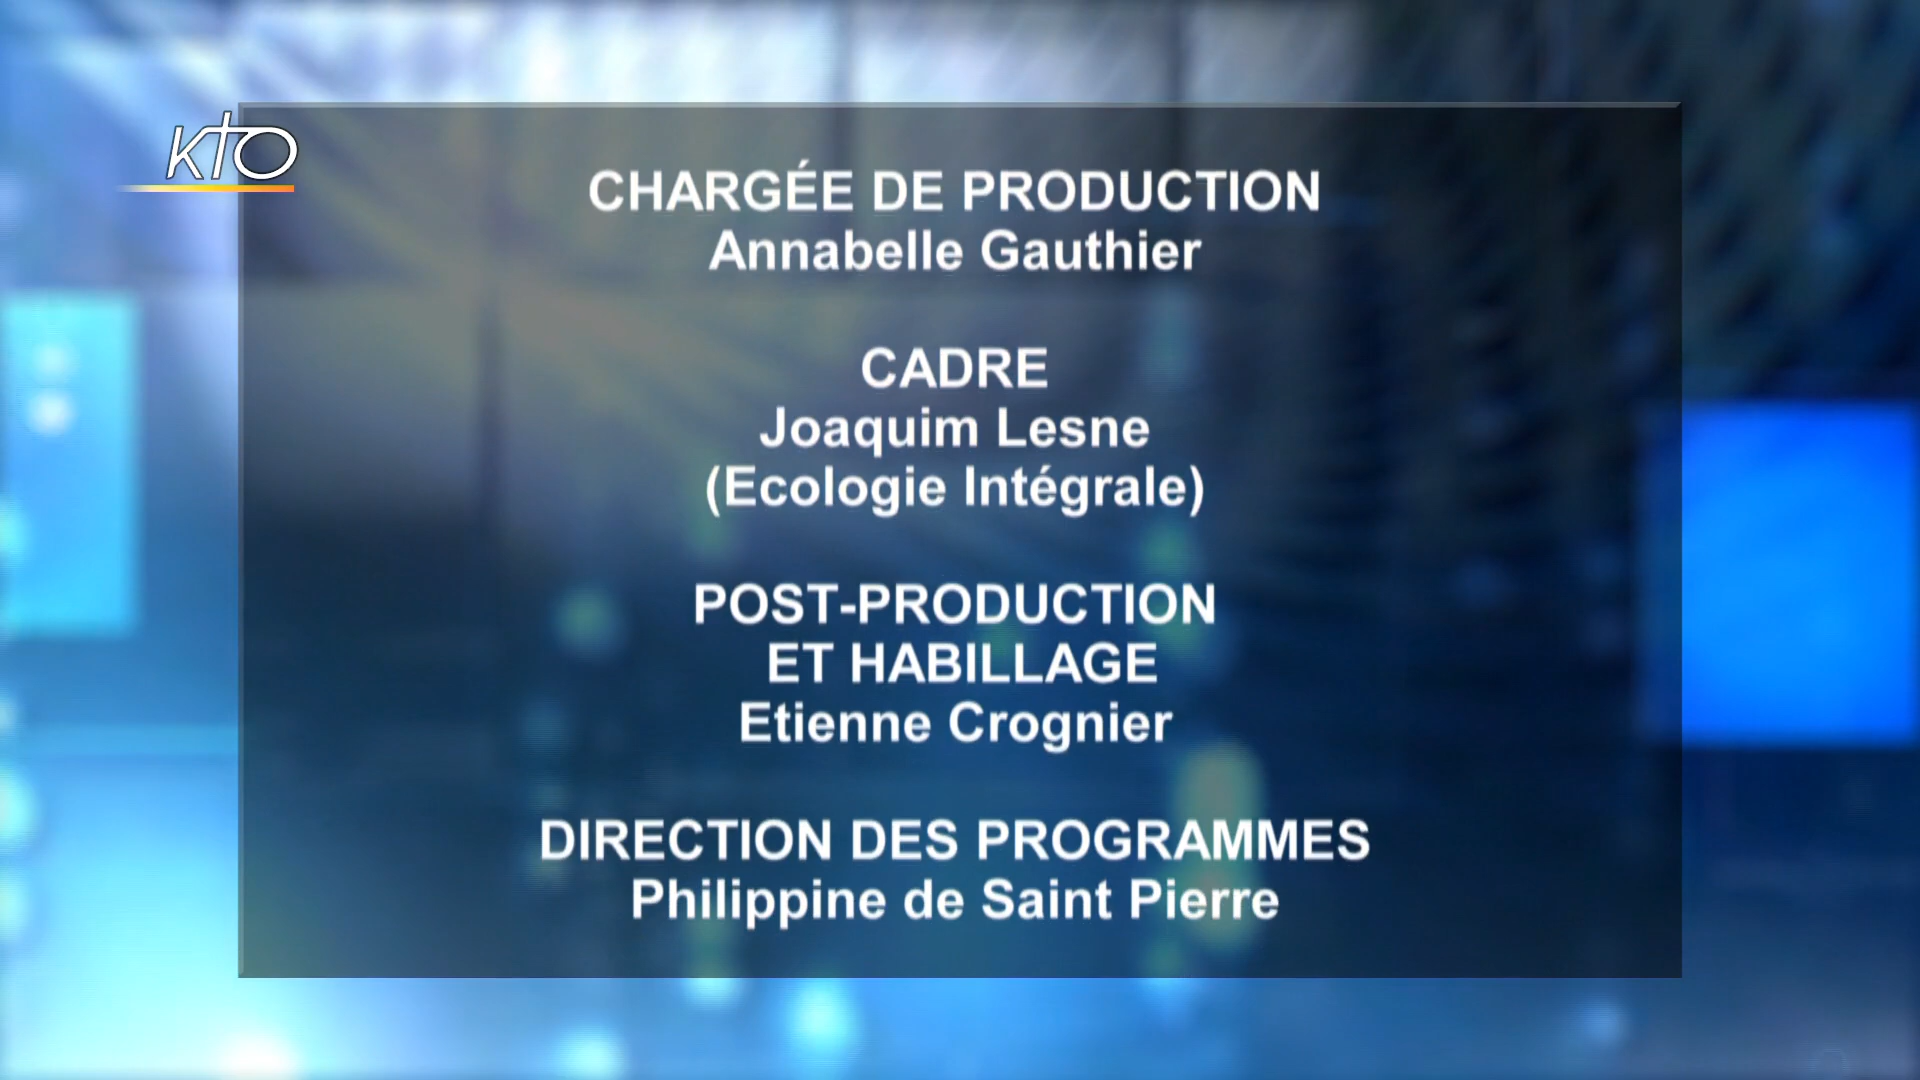 KTO
CHARGÉE DE PRODUCTION
Annabelle Gauthier
CADRE
Joaquim Lesne
(Ecologie Intégrale)
POST-PRODUCTION
ET HABILLAGE
Etienne Crognier
DIRECTION DES PROGRAMMES
Philippine de Saint Pierre